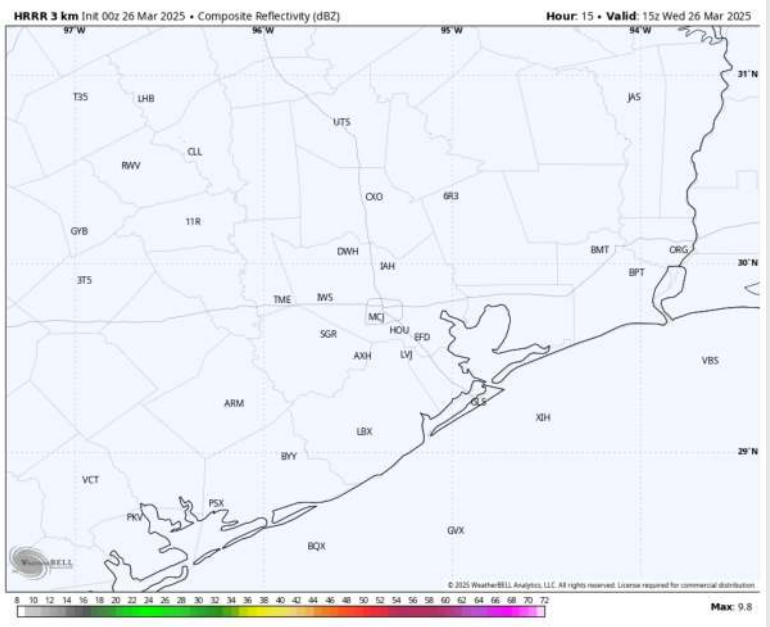 HRRR 3 km Init 00z 26 Mar 2025 • Composite Reflectivity (dBZ) Hour: 15 • Valid: 15z Wed 26 Mar 2025
97°W 96°W 95°W 94°W
31°N
T35 LHB JAS
UTS
CLL
RWV
CXO 6R3
11R
GYB
DWH BMT ORG
IAH 30°N
3T5 BPT
TME IWS
MCJ
SGR HOU EFD
AXH LVJ
VBS
ARM GLS
XIH
LBX
BYY 29°N
VCT
PSX
PKV
GVX
BQX
WEATHERBELL
© 2025 WeatherBELL Analytics, LLC. All rights reserved. License required for commercial distribution
8 10 12 14 16 18 20 22 24 26 28 30 32 34 36 38 40 42 44 46 48 50 52 54 56 58 60 62 64 66 68 70 72
Max: 9.8